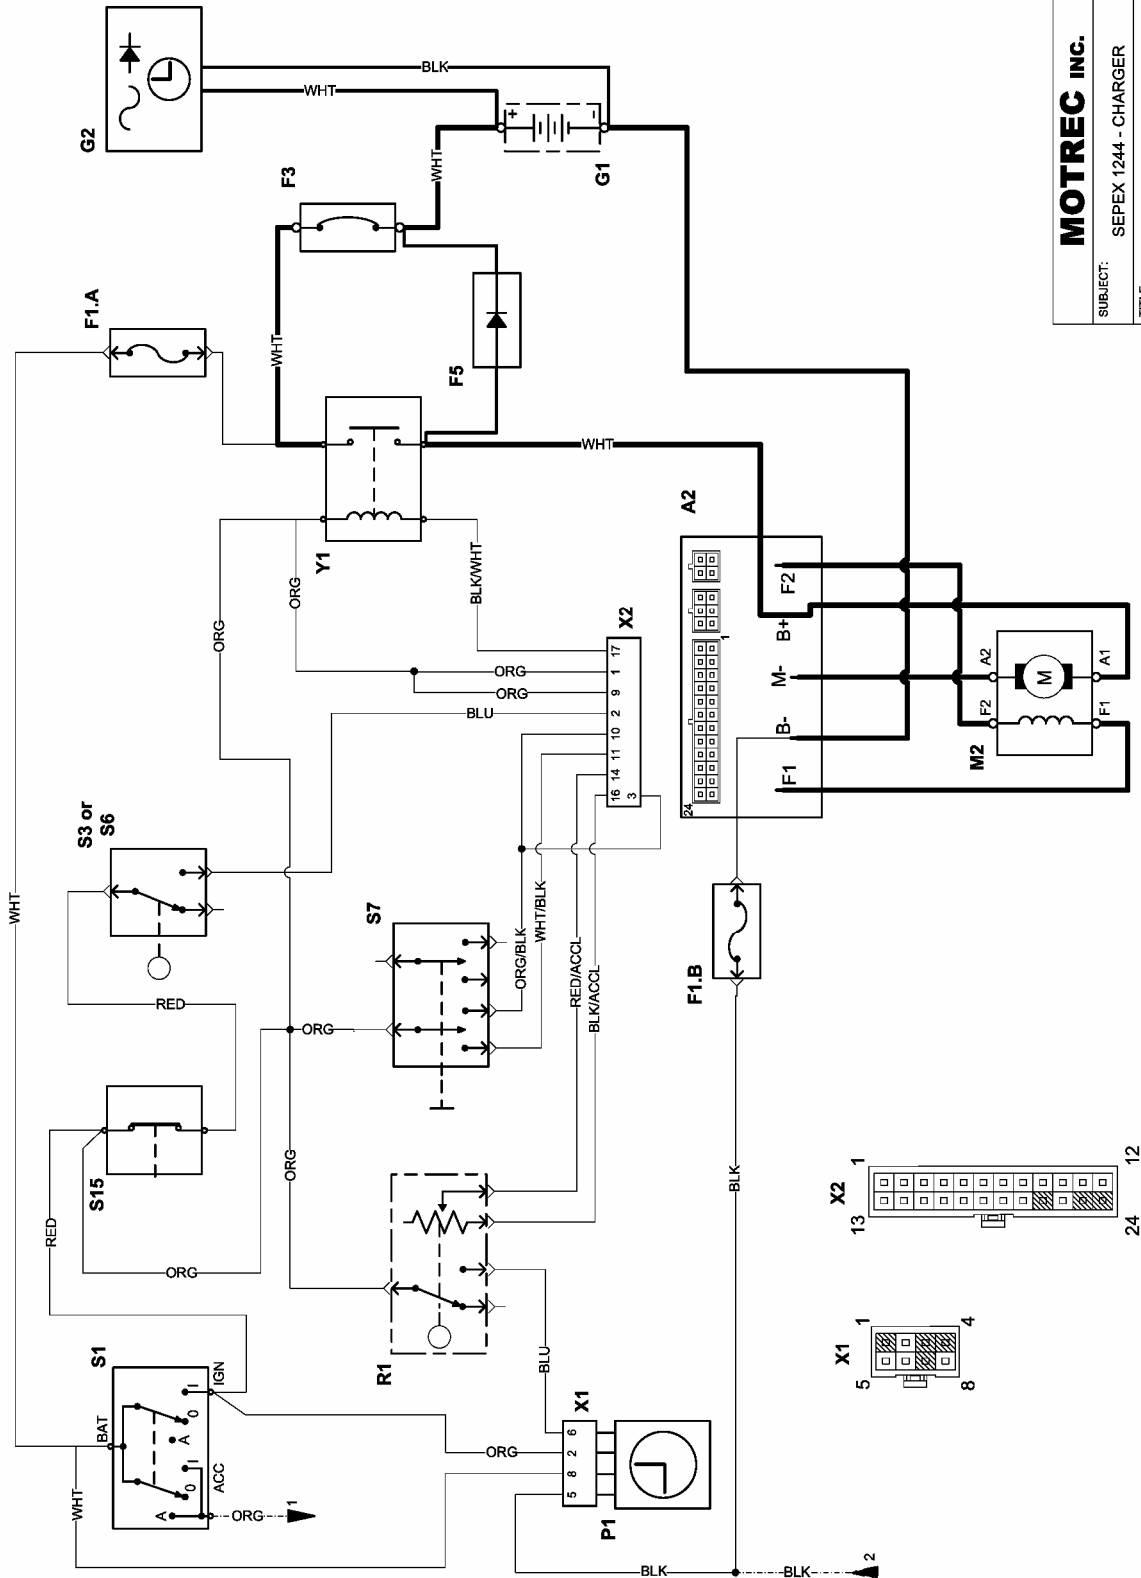 G2
BLK
WHT
+
-
G1
WHT
F3
F1.A
WHT
F5
WHT
Y1
ORG
ORG
BLK/WHT
A2
X2
17
1
9
2
10
11
14
16
3
ORG
ORG
BLU
1
24
F2
B+
M-
B-
F1
A2
A1
F2
F1
M
M2
S3 or
S6
WHT
RED
S7
ORG
ORG/BLK
WHT/BLK
RED/ACCL
BLK/ACCL
F1.B
S15
RED
ORG
ORG
R1
BLK
S1
BAT
IGN
ACC
A
0
I
A
0
I
WHT
ORG
1
ORG
BLU
X1
6
2
8
5
P1
BLK
BLK
2
X2
13
1
24
12
X1
5
1
8
4
MOTREC INC.
SUBJECT:
SEPEX 1244 - CHARGER